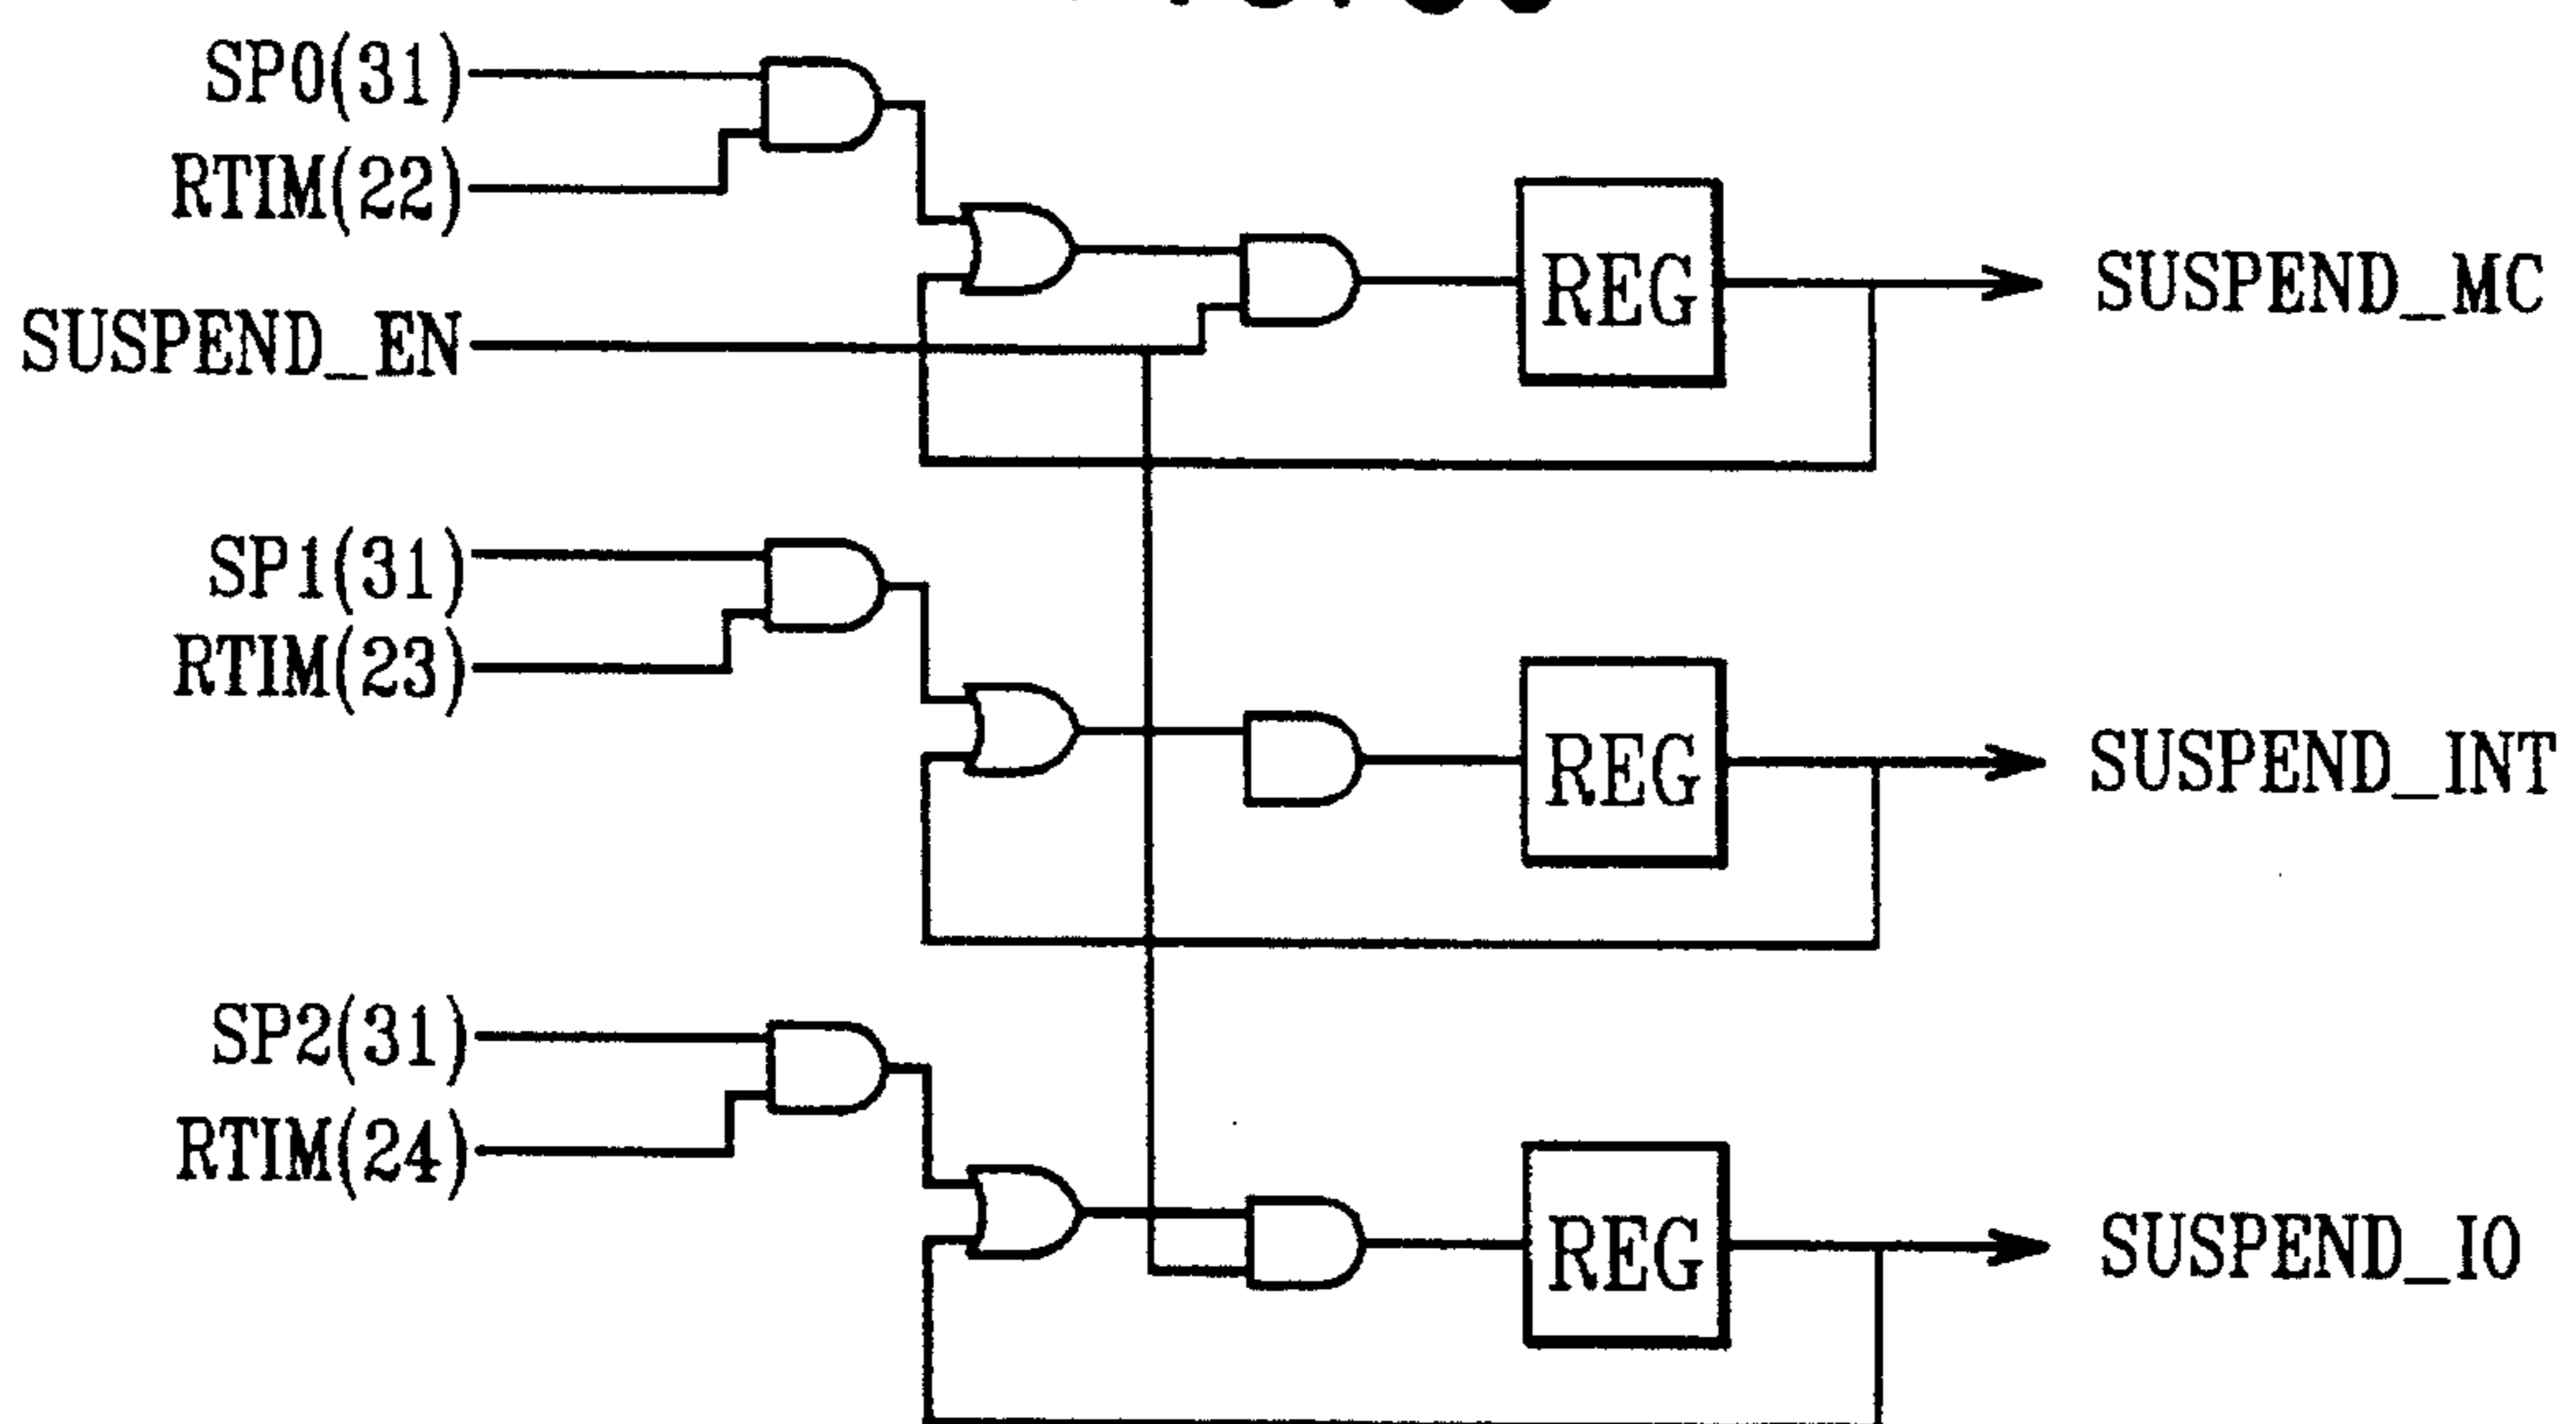 SP0(31)
RTIM(22)
SUSPEND_EN
REG
SUSPEND_MC
SP1(31)
RTIM(23)
REG
SUSPEND_INT
SP2(31)
RTIM(24)
REG
SUSPEND_IO